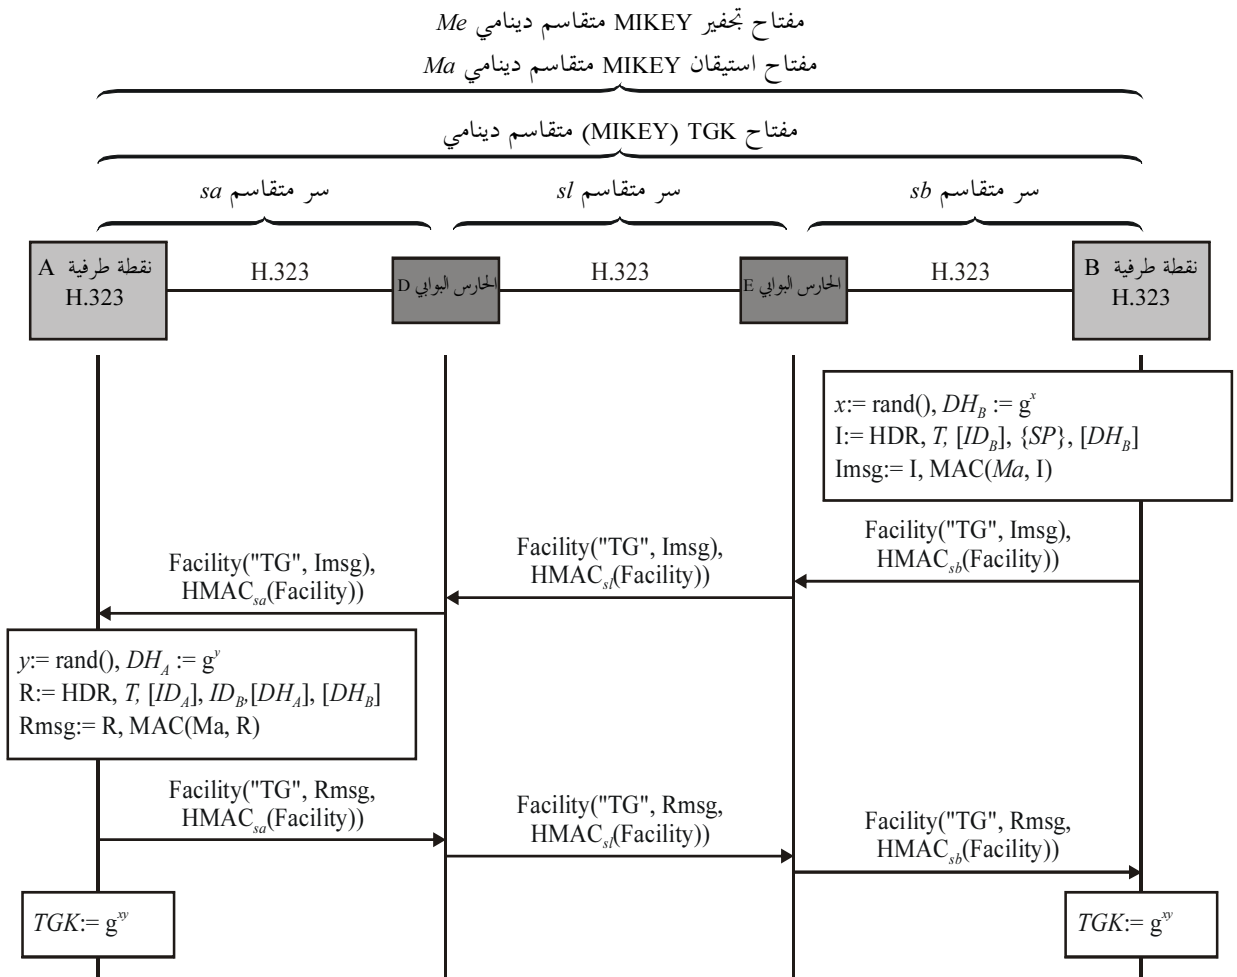 مفتاح تجفير MIKEY متقاسم دينامي Me
مفتاح استيقان MIKEY متقاسم دينامي Ma
مفتاح TGK (MIKEY) متقاسم دينامي
سر متقاسم sa
سر متقاسم sl
سر متقاسم sb
نقطة طرفية A
H.323
H.323
الحارس البوابي D
H.323
الحارس البوابي E
H.323
نقطة طرفية B
H.323
x:= rand(), DH_B := g^x
I:= HDR, T, [ID_B], {SP}, [DH_B]
Imsg:= I, MAC(Ma, I)
Facility("TG", Imsg),
HMAC_sb(Facility))
Facility("TG", Imsg),
HMAC_sl(Facility))
Facility("TG", Imsg),
HMAC_sa(Facility))
y:= rand(), DH_A := g^y
R:= HDR, T, [ID_A], ID_B,[DH_A], [DH_B]
Rmsg:= R, MAC(Ma, R)
Facility("TG", Rmsg,
HMAC_sa(Facility))
Facility("TG", Rmsg,
HMAC_sl(Facility))
Facility("TG", Rmsg,
HMAC_sb(Facility))
TGK:= g^xy
TGK:= g^xy